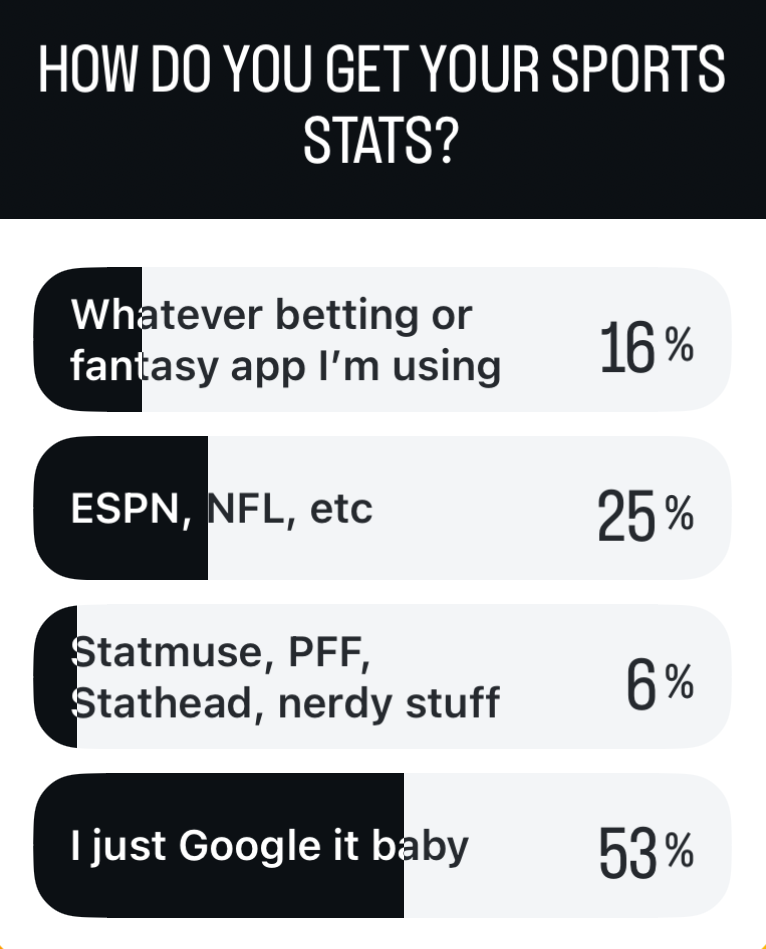 HOW DO YOU GET YOUR SPORTS
STATS?
Whatever betting or
fantasy app I’m using
16%
ESPN, NFL, etc
25%
Statmuse, PFF,
Stathead, nerdy stuff
6%
I just Google it baby
53%